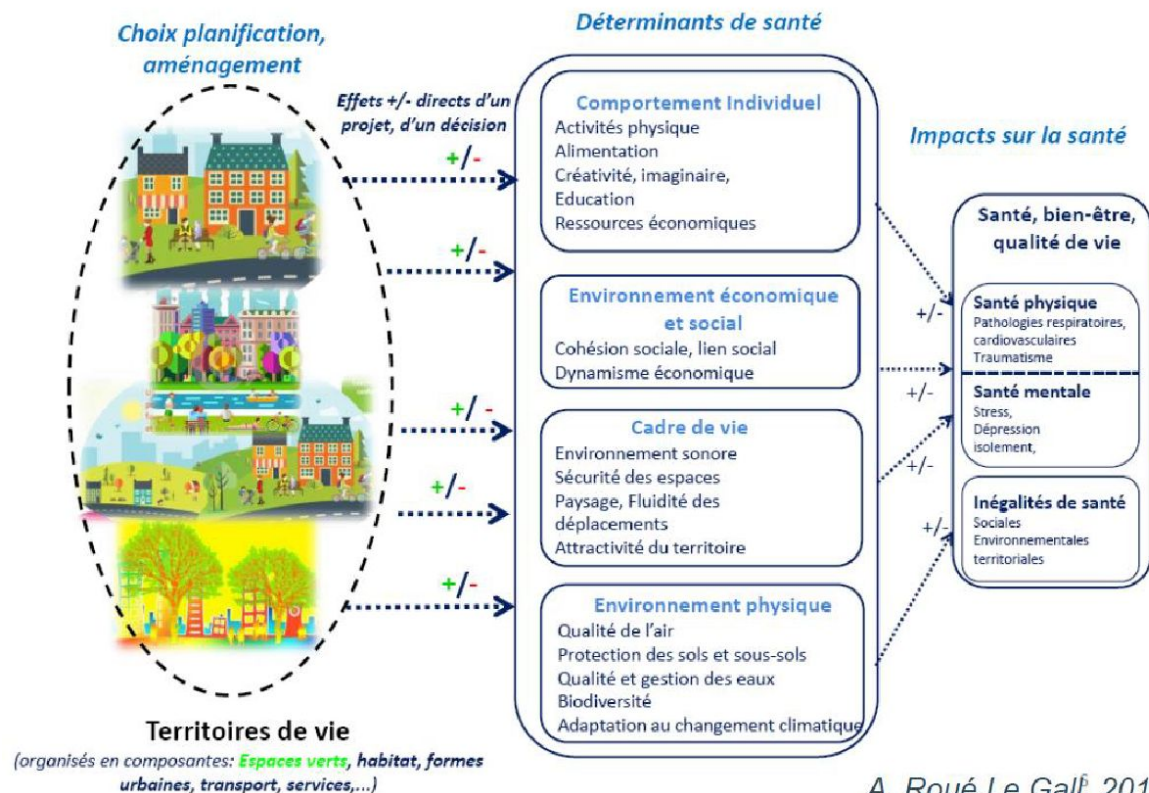 Choix planification,
aménagement
Effets +/- directs d'un
projet, d'un décision
+/-
+/-
+/-
+/-
+/-
Territoires de vie
(organisés en composantes: Espaces verts, habitat, formes
urbaines, transport, services,...)
Déterminants de santé
Comportement Individuel
Activités physique
Alimentation
Créativité, imaginaire,
Education
Ressources économiques
Environnement économique
et social
Cohésion sociale, lien social
Dynamisme économique
Cadre de vie
Environnement sonore
Sécurité des espaces
Paysage, Fluidité des
déplacements
Attractivité du territoire
Environnement physique
Qualité de l'air
Protection des sols et sous-sols
Qualité et gestion des eaux
Biodiversité
Adaptation au changement climatique,
+/-
+/-
+/-
+/-
Impacts sur la santé
Santé, bien-être,
qualité de vie
Santé physique
Pathologies respiratoires,
cardiovasculaires
Traumatisme
Santé mentale
Stress,
Dépression
isolement,
Inégalités de santé
Sociales
Environnementales
territoriales
A. Roué Le Gall 201
6